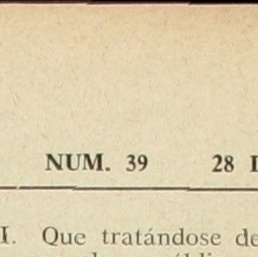 NUM. 39 28
I. Que tratándose de